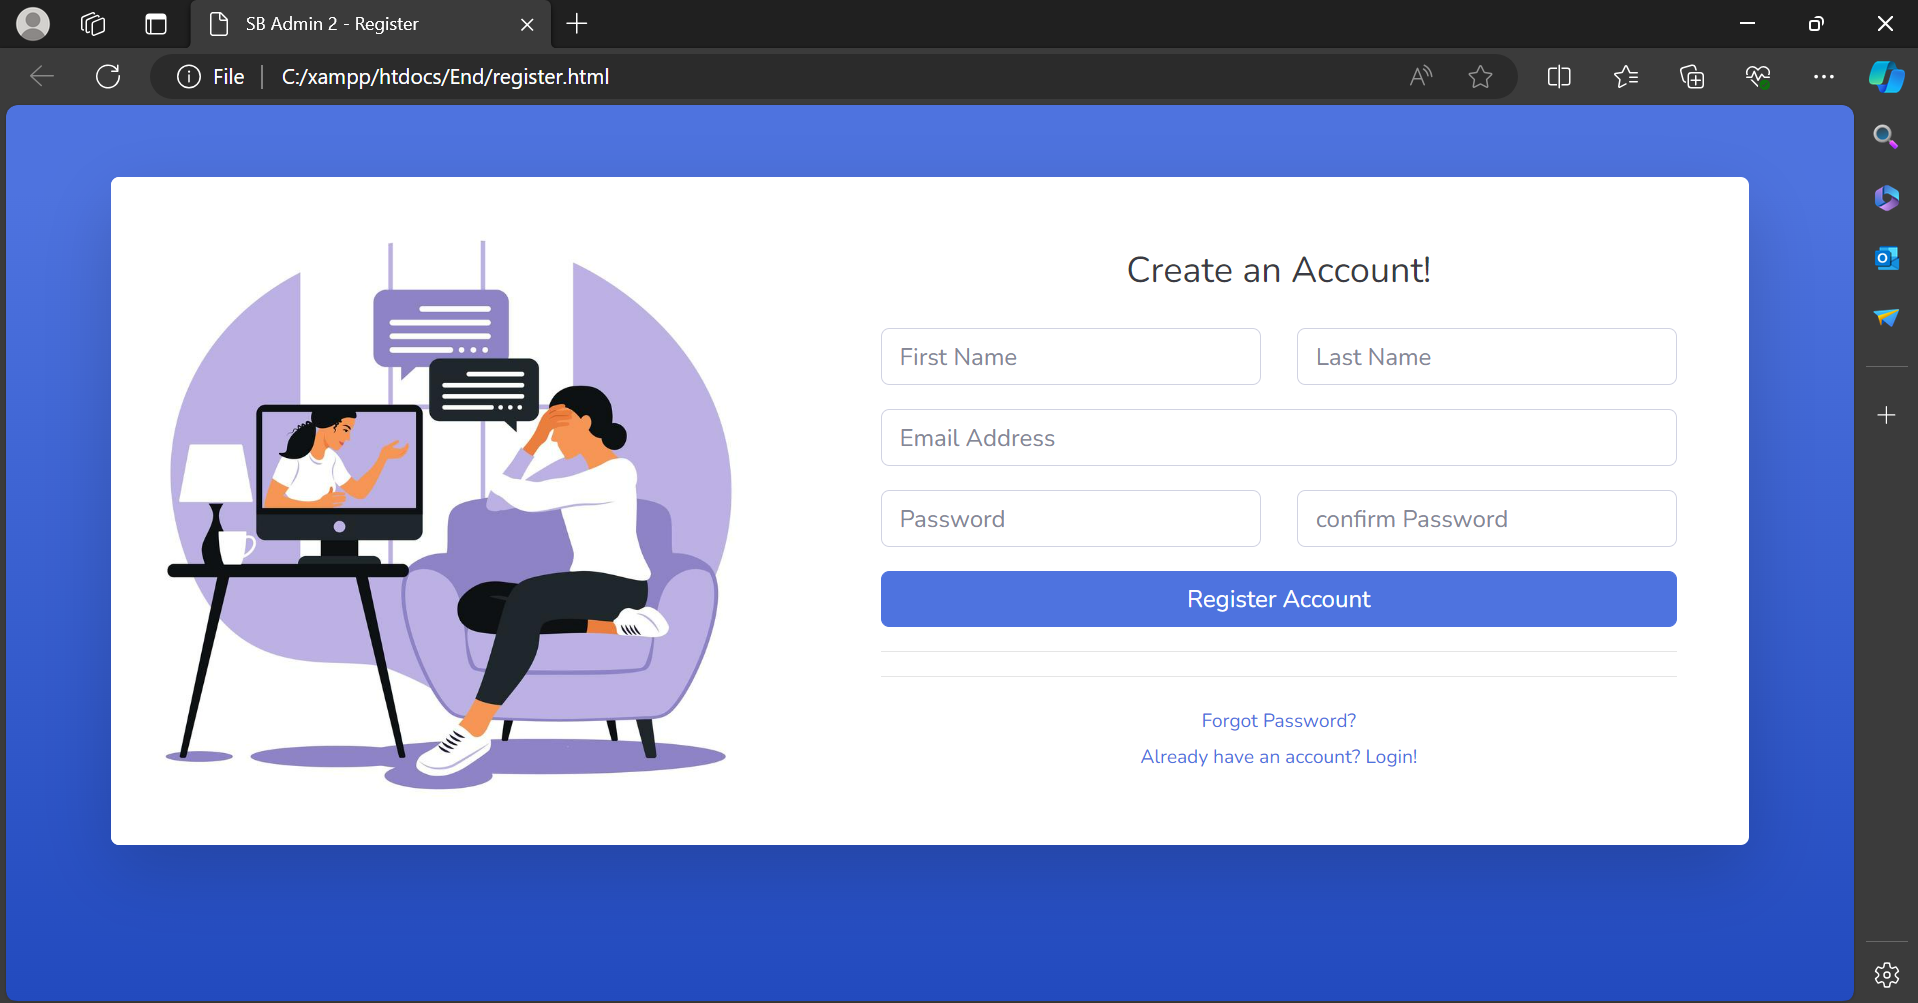 SB Admin 2 - Register
File
C:/xampp/htdocs/End/register.html
Create an Account!
First Name
Last Name
Email Address
Password
confirm Password
Register Account
Forgot Password?
Already have an account? Login!